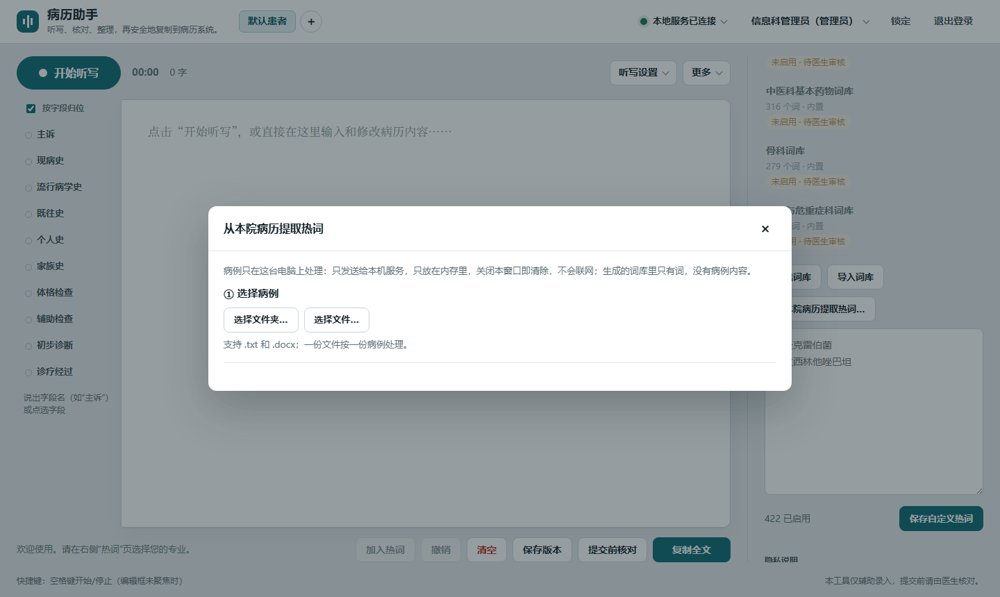 病历助手
听写、核对、整理，再安全地复制到病历系统。
默认患者
+
本地服务已连接
信息科管理员（管理员）
锁定
退出登录
开始听写
00:00
0 字
听写设置
更多
按字段归位
主诉
现病史
流行病学史
既往史
个人史
家族史
体格检查
辅助检查
初步诊断
诊疗经过
说出字段名（如“主诉”）
或点选字段
点击“开始听写”，或直接在这里输入和修改病历内容……
从本院病历提取热词
×
病例只在这台电脑上处理：只发送给本机服务，只放在内存里，关闭本窗口即清除，不会联网；生成的词库里只有词，没有病例内容。
① 选择病例
选择文件夹...
选择文件...
支持 .txt 和 .docx；一份文件按一份病例处理。
未启用 · 待医生审核
中医科基本药物词库
316 个词 · 内置
未启用 · 待医生审核
骨科词库
279 个词 · 内置
未启用 · 待医生审核
危重症科词库
词 · 内置
用 · 待医生审核
词库
导入词库
院病历提取热词...
克雷伯菌
西林他唑巴坦
422 已启用
保存自定义热词
隐私说明
欢迎使用。请在右侧“热词”页选择您的专业。
加入热词
撤销
清空
保存版本
提交前核对
复制全文
快捷键：空格键开始/停止（编辑框未聚焦时）
本工具仅辅助录入，提交前请由医生核对。